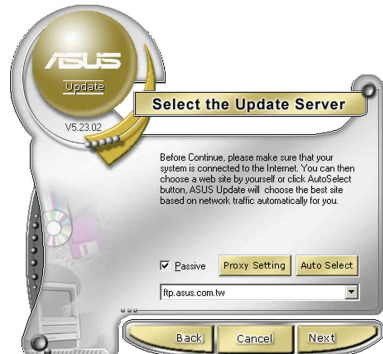 ASUS
Update
V5.23.02
Select the Update Server
Before Continue, please make sure that your
system is connected to the Internet. You can then
choose a web site by yourself or click AutoSelect
button, ASUS Update will choose the best site
based on network traffic automatically for you.
Passive
Proxy Setting
Auto Select
ftp.asus.com.tw
Back
Cancel
Next